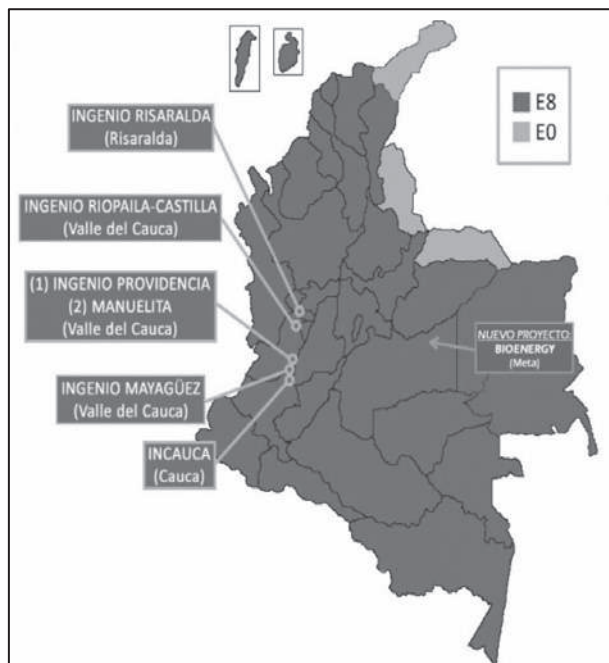 E8
E0
INGENIO RISARALDA
(Risaralda)
INGENIO RIOPAILA-CASTILLA
(Valle del Cauca)
(1) INGENIO PROVIDENCIA
(2) MANUELITA
(Valle del Cauca)
INGENIO MAYAGÜEZ
(Valle del Cauca)
INCAUCA
(Cauca)
NUEVO PROYECTO:
BIOENERGY
(Meta)